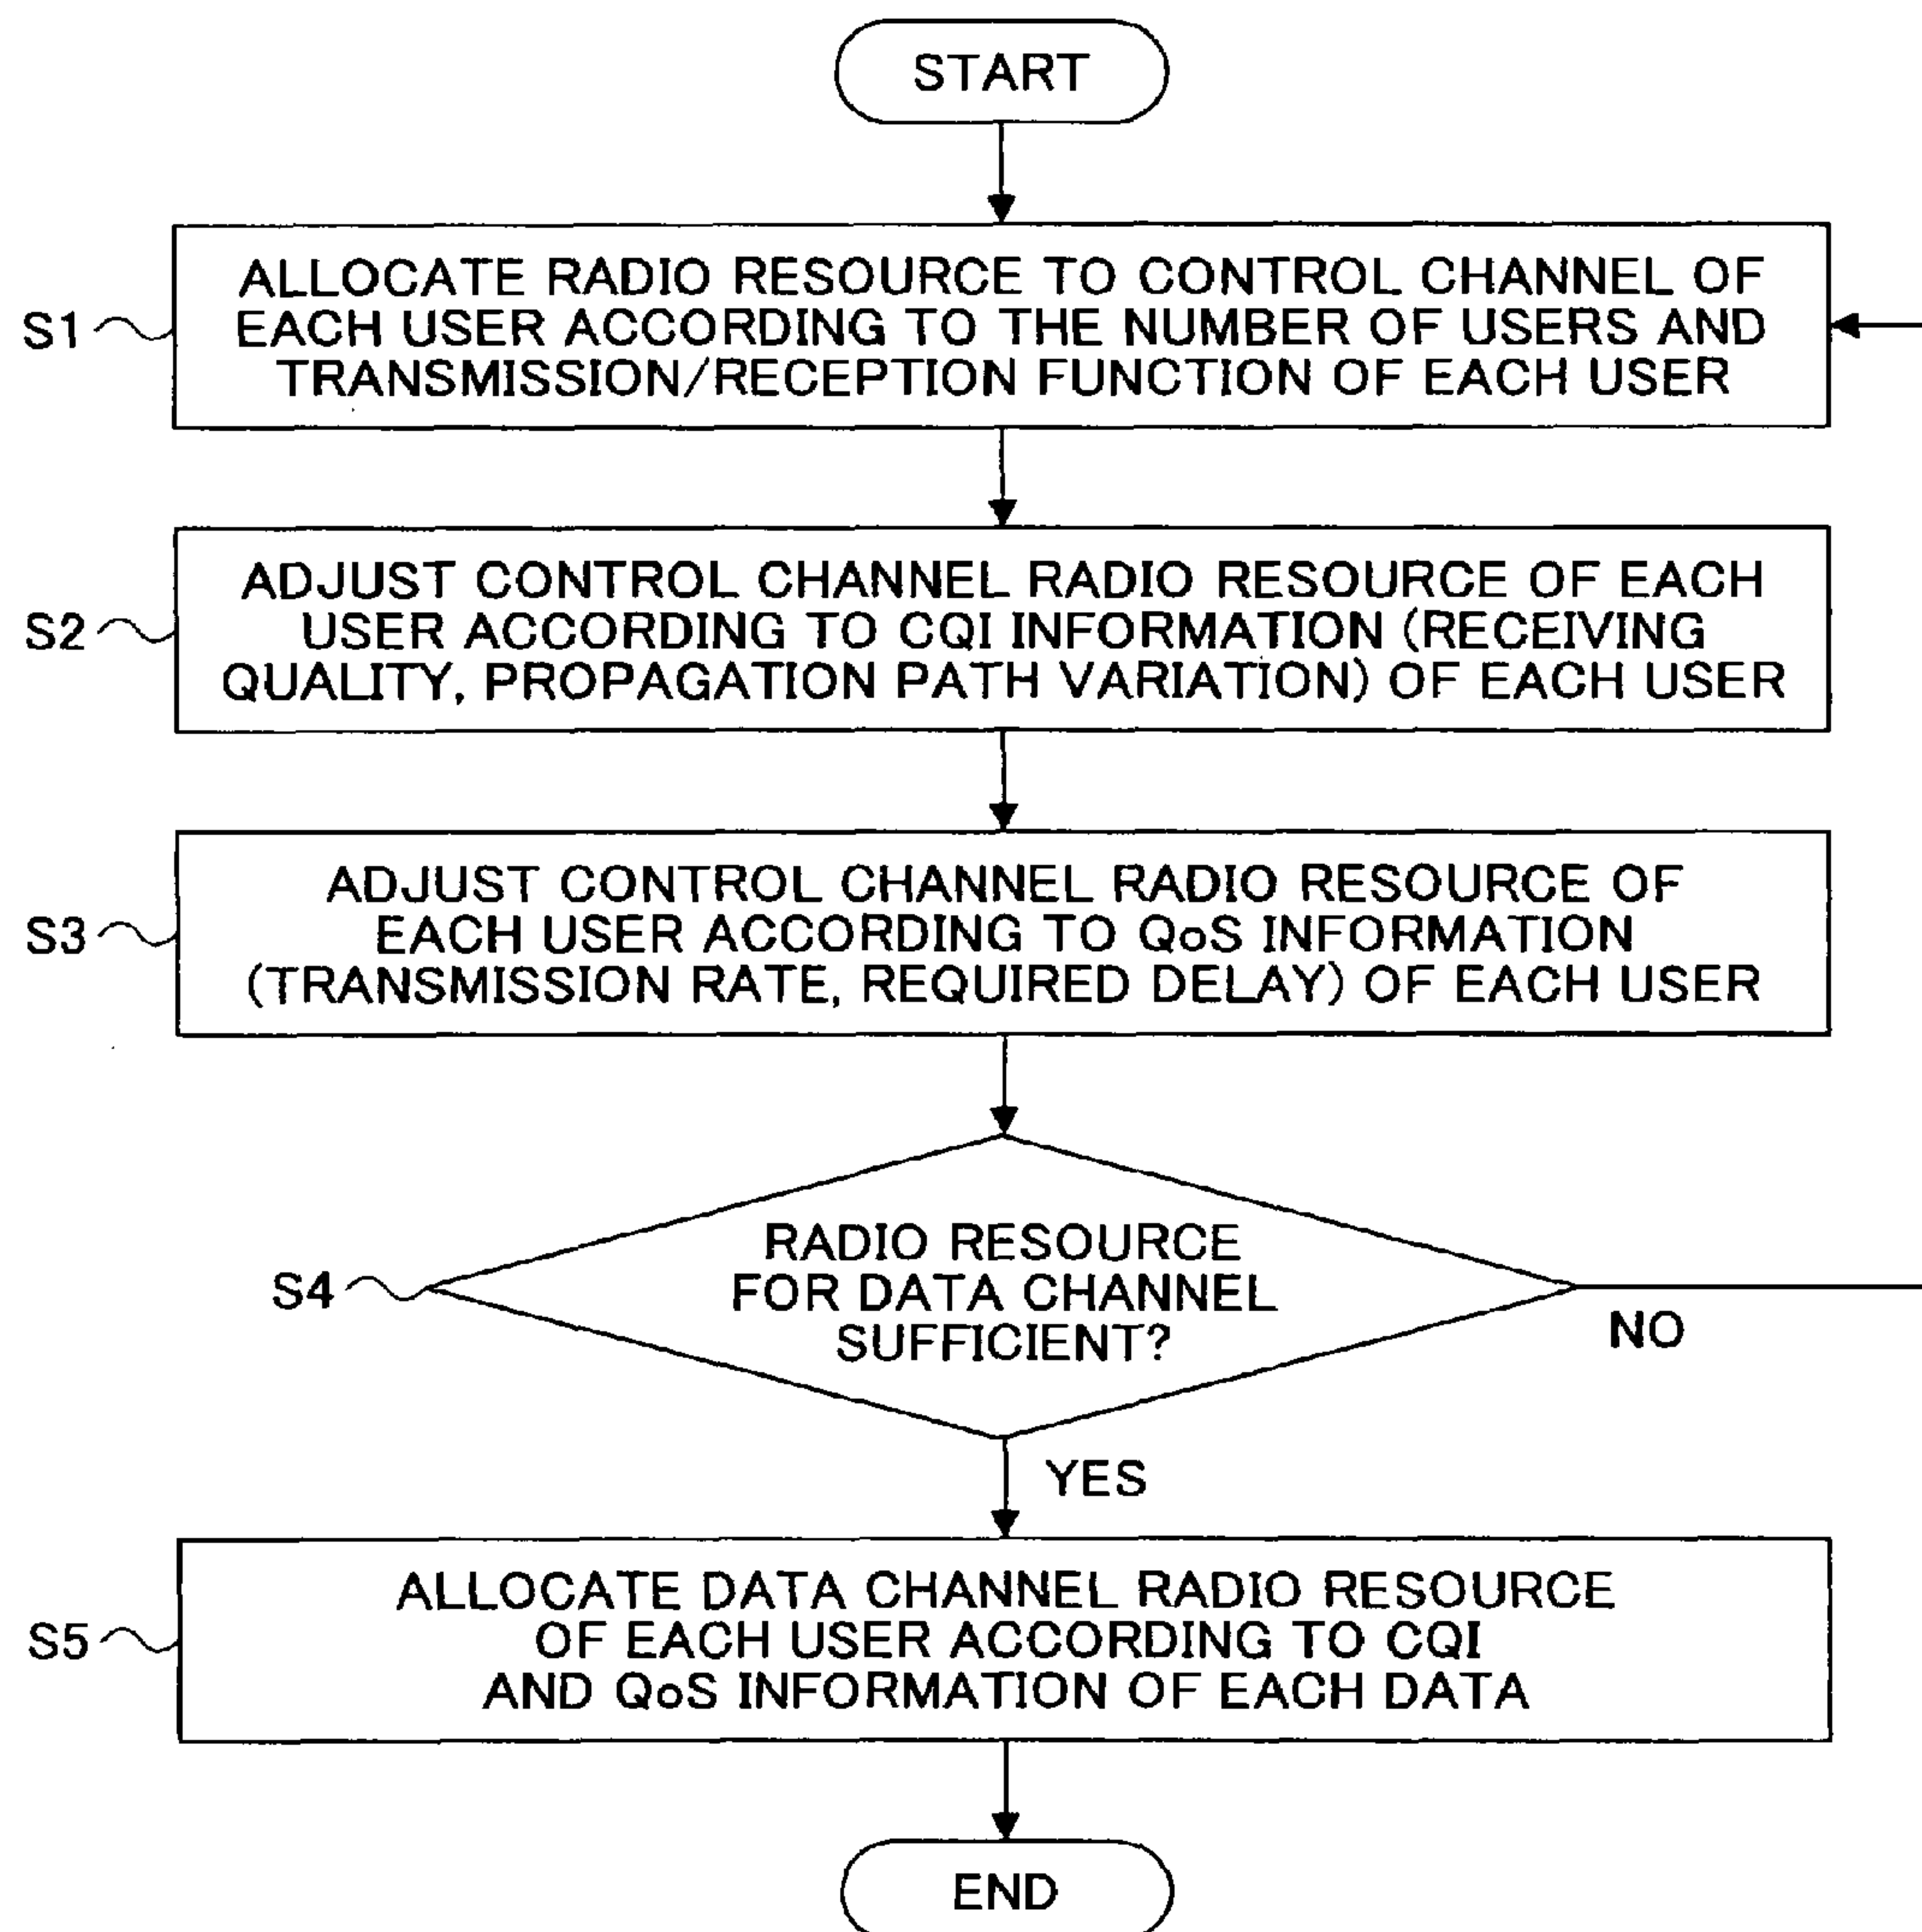 START
S1
ALLOCATE RADIO RESOURCE TO CONTROL CHANNEL OF
EACH USER ACCORDING TO THE NUMBER OF USERS AND
TRANSMISSION/RECEPTION FUNCTION OF EACH USER
S2
ADJUST CONTROL CHANNEL RADIO RESOURCE OF EACH
USER ACCORDING TO CQI INFORMATION (RECEIVING
QUALITY, PROPAGATION PATH VARIATION) OF EACH USER
S3
ADJUST CONTROL CHANNEL RADIO RESOURCE OF
EACH USER ACCORDING TO QoS INFORMATION
(TRANSMISSION RATE, REQUIRED DELAY) OF EACH USER
S4
RADIO RESOURCE
FOR DATA CHANNEL
SUFFICIENT?
NO
YES
S5
ALLOCATE DATA CHANNEL RADIO RESOURCE
OF EACH USER ACCORDING TO CQI
AND QoS INFORMATION OF EACH DATA
END